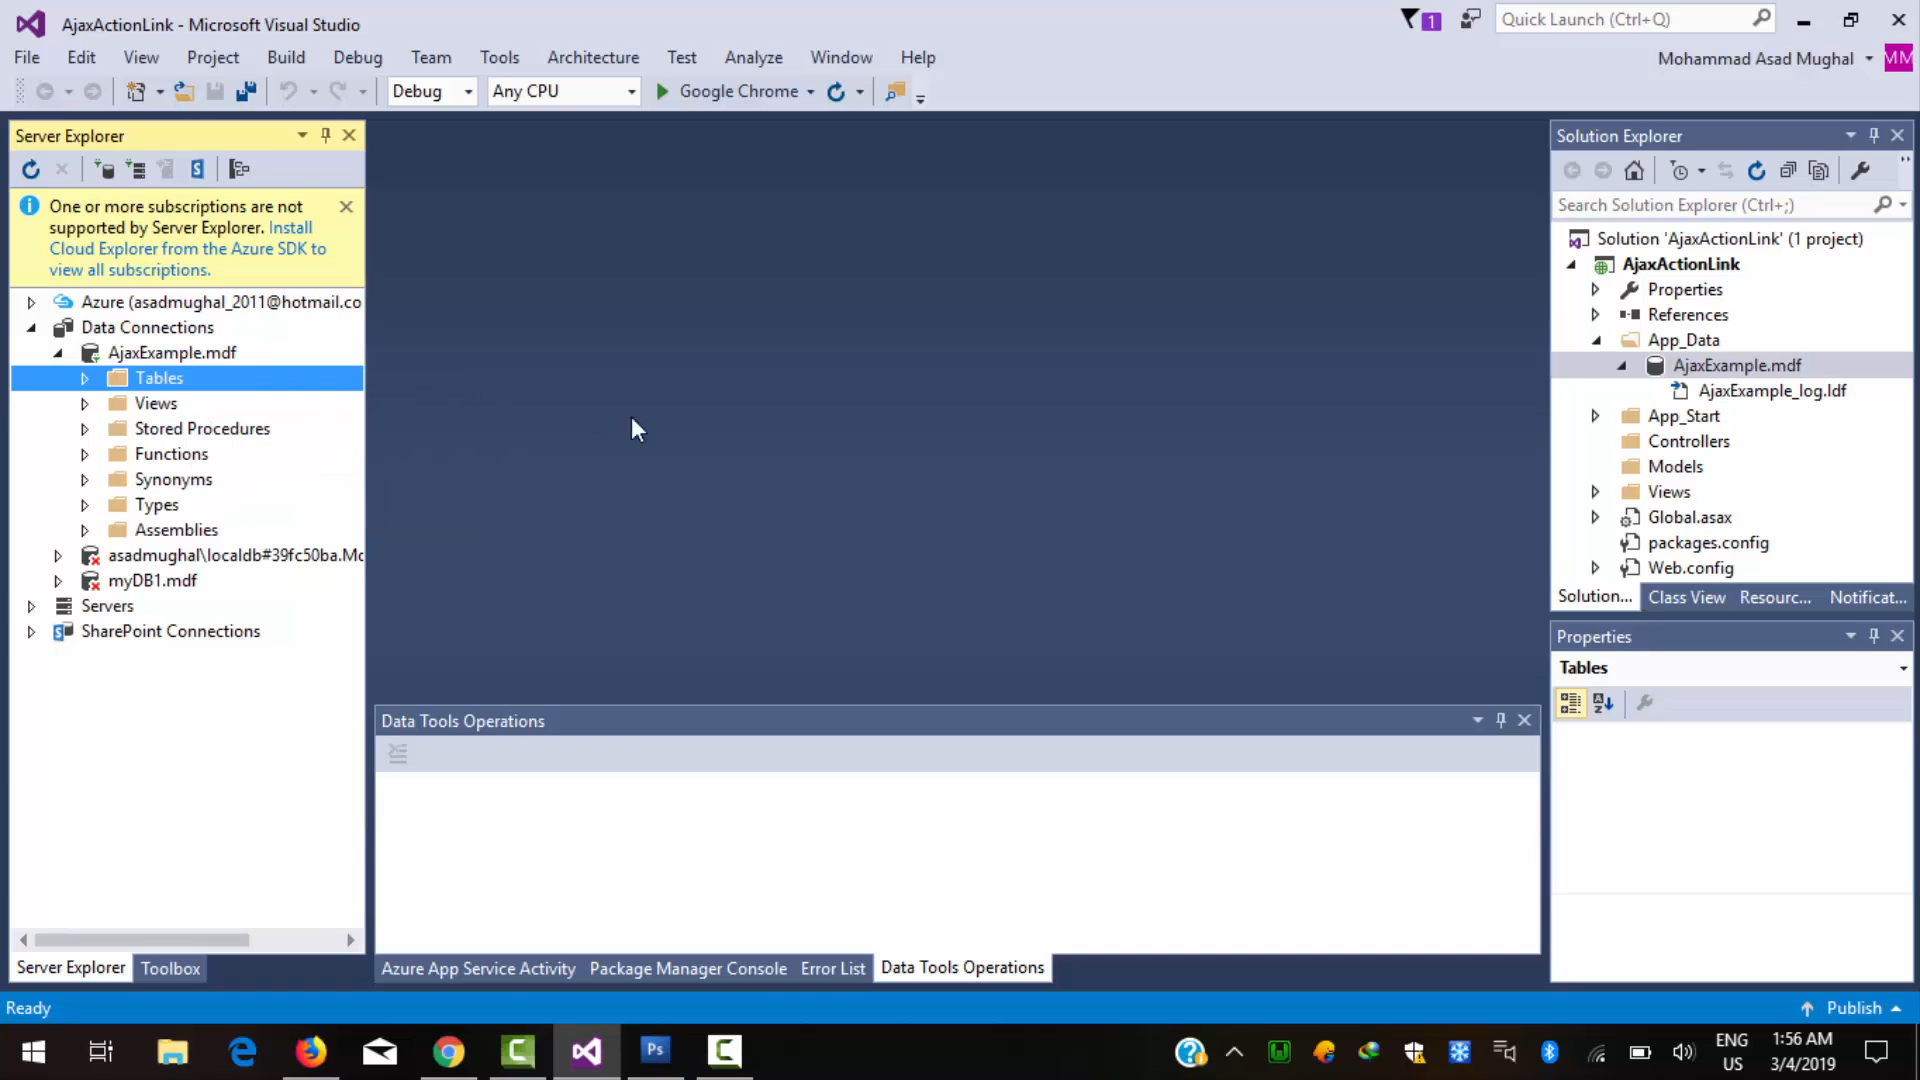 AjaxActionLink - Microsoft Visual Studio
1
Quick Launch (Ctrl+Q)
File Edit View Project Build Debug Team Tools Architecture Test Analyze Window Help
Mohammad Asad Mughal MM
Debug Any CPU Google Chrome
Server Explorer
One or more subscriptions are not
supported by Server Explorer. Install
Cloud Explorer from the Azure SDK to
view all subscriptions.
Azure (asadmughal_2011@hotmail.co
Data Connections
AjaxExample.mdf
Tables
Views
Stored Procedures
Functions
Synonyms
Types
Assemblies
asadmughal\localdb#39fc50ba.Mc
myDB1.mdf
Servers
SharePoint Connections
Server Explorer Toolbox
Data Tools Operations
Azure App Service Activity Package Manager Console Error List Data Tools Operations
Solution Explorer
Search Solution Explorer (Ctrl+;)
Solution 'AjaxActionLink' (1 project)
AjaxActionLink
Properties
References
App_Data
AjaxExample.mdf
AjaxExample_log.ldf
App_Start
Controllers
Models
Views
Global.asax
packages.config
Web.config
Solution... Class View Resourc... Notificat...
Properties
Tables
Ready
Publish
Ps
ENG
US
1:56 AM
3/4/2019